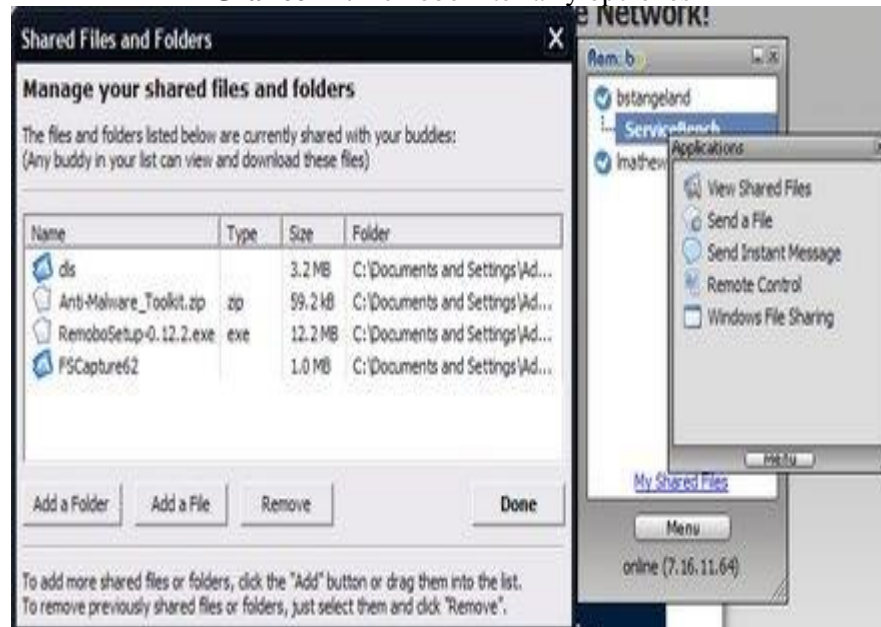 e Network!
Shared Files and Folders X
Manage your shared files and folders
The files and folders listed below are currently shared with your buddies:
(Any buddy in your list can view and download these files)
Name Type Size Folder
dls 3.2 MB C:\Documents and Settings\Ad...
Anti-Malware_Toolkit.zip zip 59.2 kB C:\Documents and Settings\Ad...
RemoboSetup-0.12.2.exe exe 12.2 MB C:\Documents and Settings\Ad...
FSCapture62 1.0 MB C:\Documents and Settings\Ad...
Add a Folder Add a File Remove Done
To add more shared files or folders, click the "Add" button or drag them into the list.
To remove previously shared files or folders, just select them and click "Remove".
bstangeland
ServiceBench
lmathew
Applications
View Shared Files
Send a File
Send Instant Message
Remote Control
Windows File Sharing
Menu
My Shared Files
Menu
online (7.16.11.64)